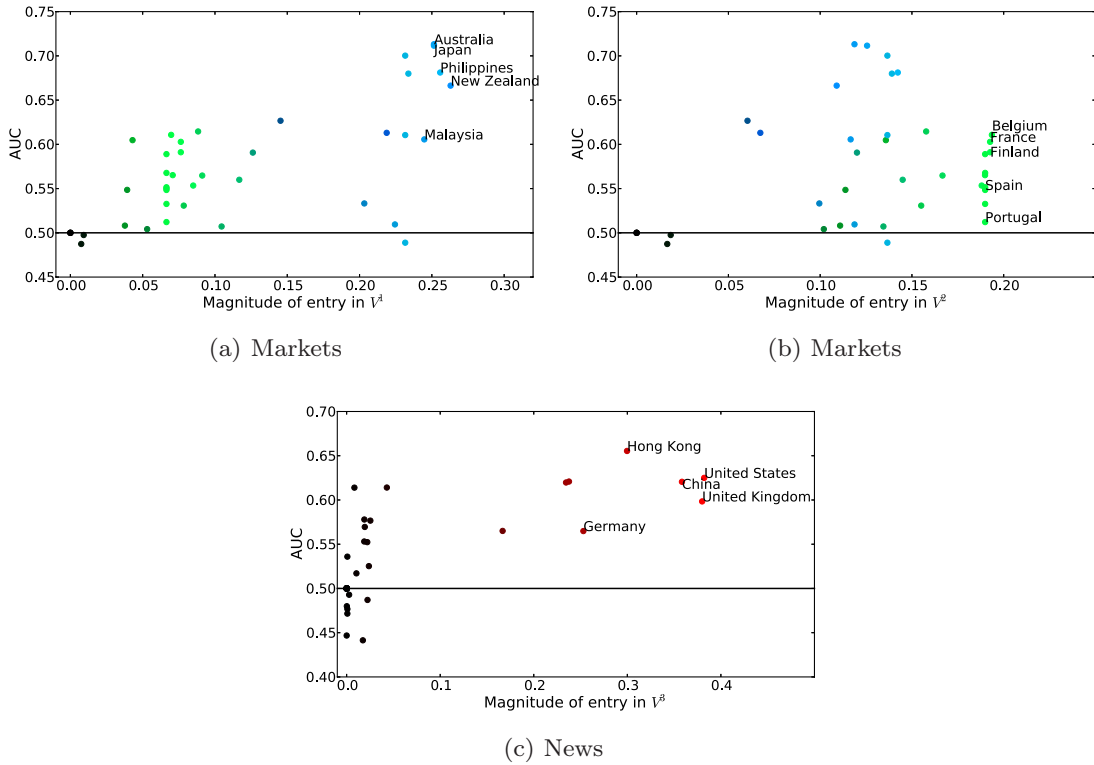 0.75
0.70
0.65
0.60
0.55
0.50
0.45
AUC
Australia
Japan
Philippines
New Zealand
Malaysia
0.00 0.05 0.10 0.15 0.20 0.25 0.30
Magnitude of entry in V¹
(a) Markets
0.75
0.70
0.65
0.60
0.55
0.50
0.45
AUC
Belgium
France
Finland
Spain
Portugal
0.00 0.05 0.10 0.15 0.20
Magnitude of entry in V²
(b) Markets
0.70
0.65
0.60
0.55
0.50
0.45
0.40
AUC
Hong Kong
United States
China
United Kingdom
Germany
0.0 0.1 0.2 0.3 0.4
Magnitude of entry in V³
(c) News